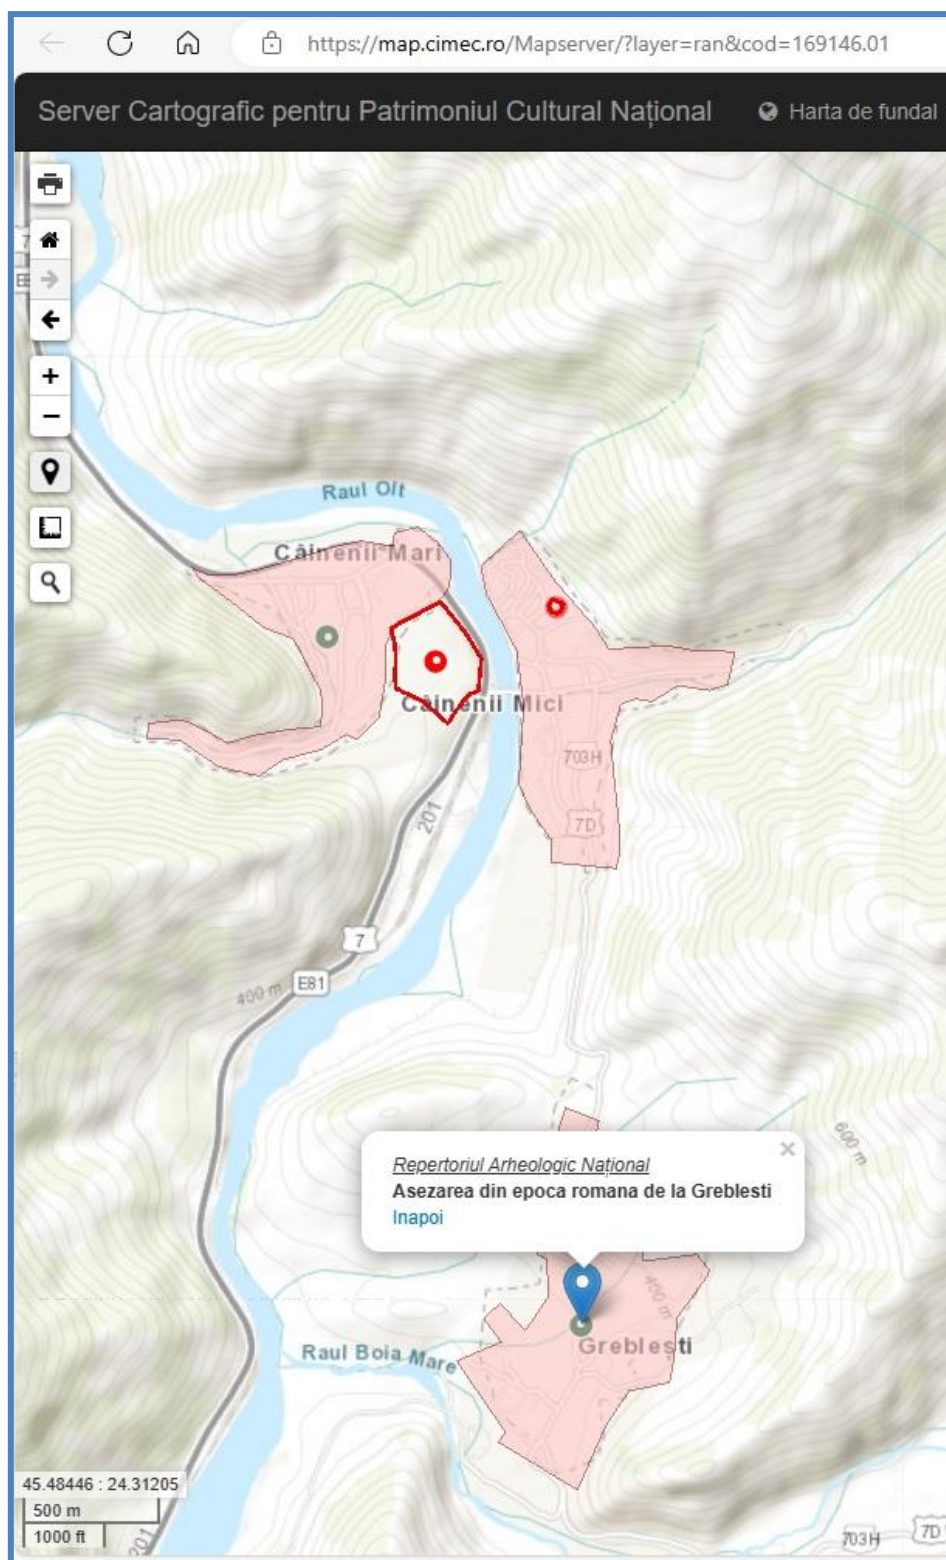 https://map.cimec.ro/Mapserver/?layer=ran&cod=169146.01
Server Cartografic pentru Patrimoniul Cultural Național Harta de fundal
7
Raul Olt
Câinenii Mari
Câinenii Mici
703H
7D
201
7
400 m E81
600 m
Repertoriul Arheologic Național ×
Asezarea din epoca romana de la Greblesti
Inapoi
400 m
Greblești
Raul Boia Mare
45.48446 : 24.31205
500 m
1000 ft
201
703H 7D